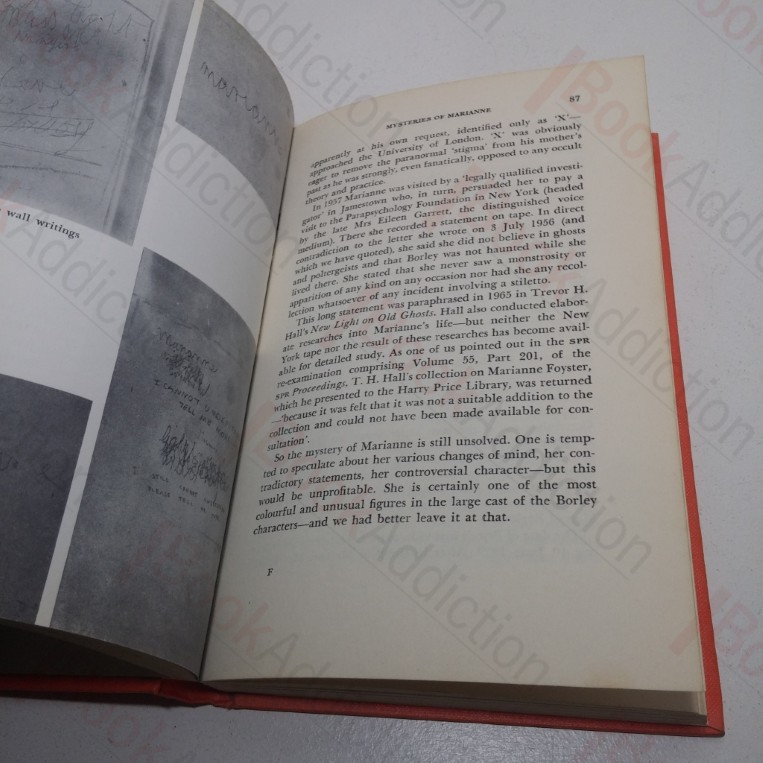 wall writings
Marianne
I CANNOT
TELL ME
MYSTERIES OF MARIANNE 87
apparently at his own request, identified only as 'X'—
approached the University of London. 'X' was obviously
eager to remove the paranormal 'stigma' from his mother's
past as he was strongly, even fanatically, opposed to any occult
theory and practice.
In 1957 Marianne was visited by a 'legally qualified investi-
gator' in Jamestown who, in turn, persuaded her to pay a
visit to the Parapsychology Foundation in New York (headed
by the late Mrs Eileen Garrett, the distinguished voice
medium). There she recorded a statement on tape. In direct
contradiction to the letter she wrote on 3 July 1956 (and
which we have quoted), she said she did not believe in ghosts
and poltergeists and that Borley was not haunted while she
lived there. She stated that she never saw a monstrosity or
apparition of any kind on any occasion nor had she any recol-
lection whatsoever of any incident involving a stiletto.
This long statement was paraphrased in 1965 in Trevor H.
Hall's New Light on Old Ghosts. Hall also conducted elabor-
ate researches into Marianne's life—but neither the New
York tape nor the result of these researches has become avail-
able for detailed study. As one of us pointed out in the SPR
re-examination comprising Volume 55, Part 201, of the
SPR Proceedings, T. H. Hall's collection on Marianne Foyster,
which he presented to the Harry Price Library, was returned
—'because it was felt that it was not a suitable addition to the
collection and could not have been made available for con-
sultation'.
So the mystery of Marianne is still unsolved. One is temp-
ted to speculate about her various changes of mind, her con-
tradictory statements, her controversial character—but this
would be unprofitable. She is certainly one of the most
colourful and unusual figures in the large cast of the Borley
characters—and we had better leave it at that.
F
BookAddiction